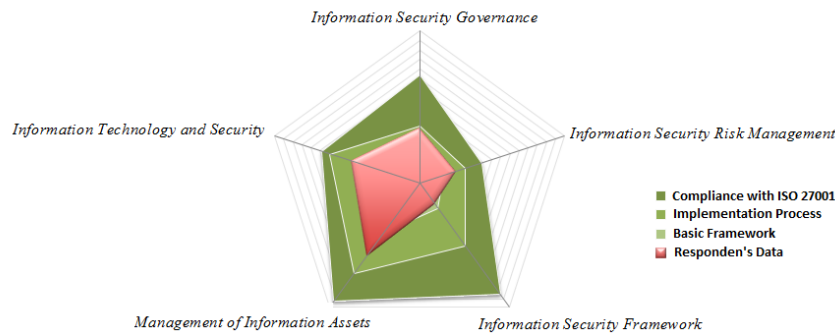 Information Security Governance
Information Technology and Security
Information Security Risk Management
Compliance with ISO 27001
Implementation Process
Basic Framework
Responden's Data
Management of Information Assets
Information Security Framework